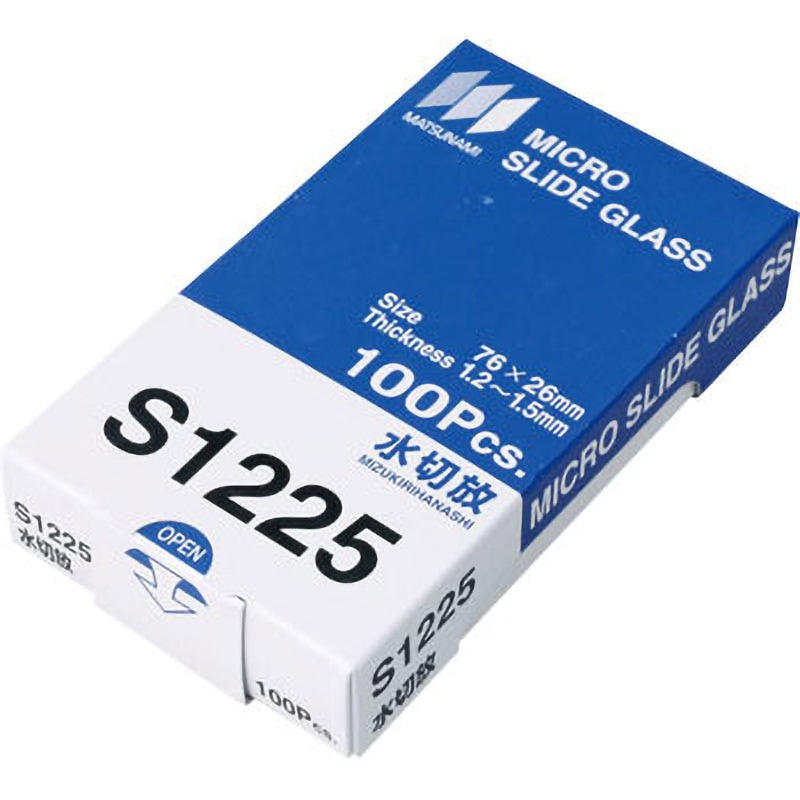 MATSUNAMI
MICRO
SLIDE GLASS
Size 76×26mm
Thickness 1.2~1.5mm
100Pcs.
水切放
MIZUKIRIHANASHI
S1225
MICRO SLIDE GLASS
S1225
水切放
OPEN
100Pcs.
S1225
水切放